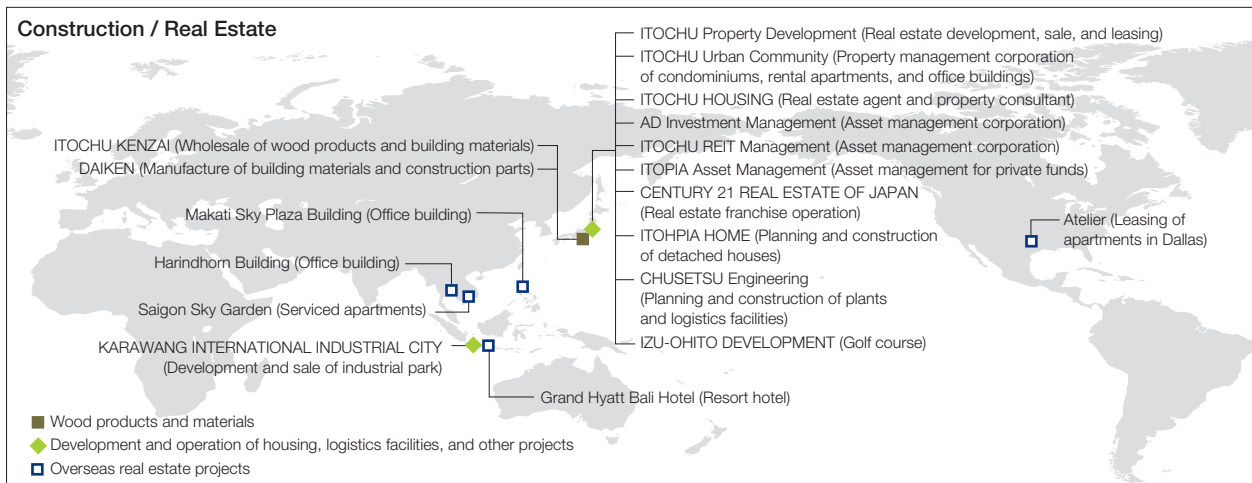 Construction / Real Estate
ITOCHU Property Development (Real estate development, sale, and leasing)
ITOCHU Urban Community (Property management corporation
of condominiums, rental apartments, and office buildings)
ITOCHU HOUSING (Real estate agent and property consultant)
AD Investment Management (Asset management corporation)
ITOCHU REIT Management (Asset management corporation)
ITOPIA Asset Management (Asset management for private funds)
CENTURY 21 REAL ESTATE OF JAPAN
(Real estate franchise operation)
ITOHPIA HOME (Planning and construction
of detached houses)
CHUSETSU Engineering
(Planning and construction of plants
and logistics facilities)
IZU-OHITO DEVELOPMENT (Golf course)
ITOCHU KENZAI (Wholesale of wood products and building materials)
DAIKEN (Manufacture of building materials and construction parts)
Makati Sky Plaza Building (Office building)
Harindhorn Building (Office building)
Saigon Sky Garden (Serviced apartments)
KARAWANG INTERNATIONAL INDUSTRIAL CITY
(Development and sale of industrial park)
Grand Hyatt Bali Hotel (Resort hotel)
Atelier (Leasing of
apartments in Dallas)
Wood products and materials
Development and operation of housing, logistics facilities, and other projects
Overseas real estate projects